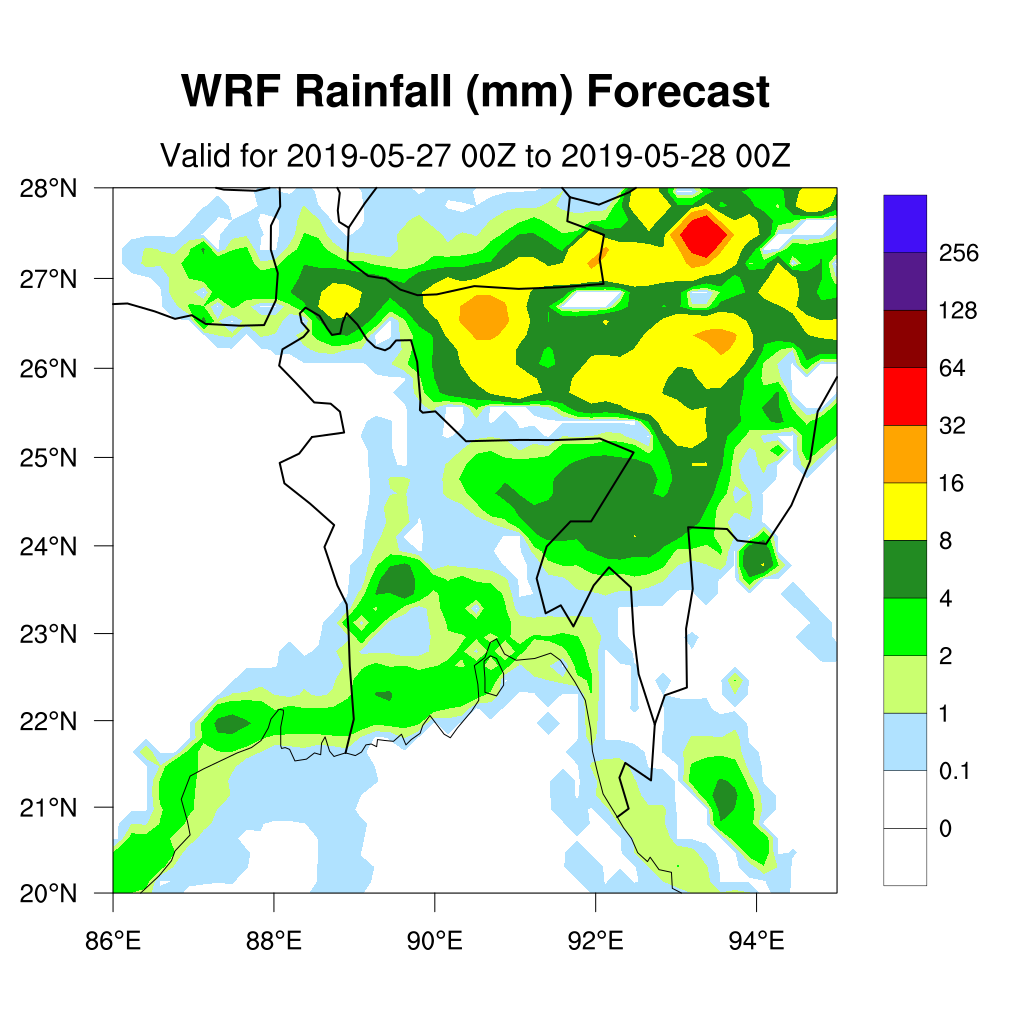 WRF Rainfall (mm) Forecast
Valid for 2019-05-27 00Z to 2019-05-28 00Z
28°N
27°N
26°N
25°N
24°N
23°N
22°N
21°N
20°N
86°E 88°E 90°E 92°E 94°E
256
128
64
32
16
8
4
2
1
0.1
0